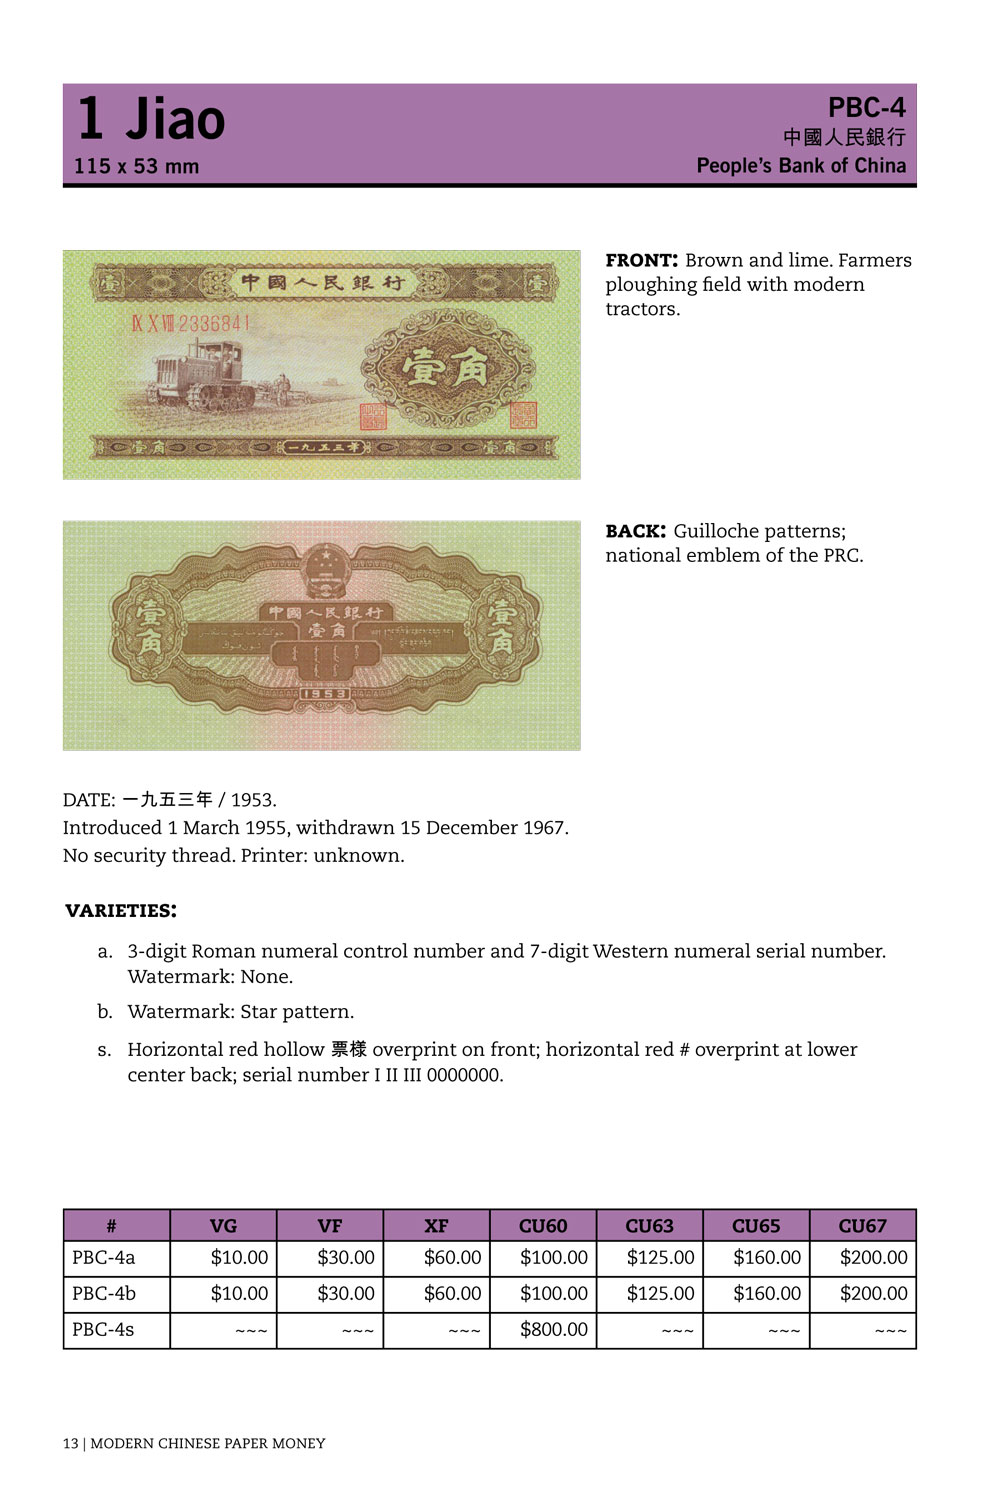 1 Jiao
115 x 53 mm
PBC-4
中國人民銀行
People's Bank of China
壹 中國人民銀行 壹
IX X VIII 2336841
壹角
壹角 一九五三年 壹角
FRONT: Brown and lime. Farmers
ploughing field with modern
tractors.
中國人民銀行
壹角
壹角
壹角
1953
BACK: Guilloche patterns;
national emblem of the PRC.
DATE: 一九五三年 / 1953.
Introduced 1 March 1955, withdrawn 15 December 1967.
No security thread. Printer: unknown.
VARIETIES:
a. 3-digit Roman numeral control number and 7-digit Western numeral serial number.
Watermark: None.
b. Watermark: Star pattern.
s. Horizontal red hollow 票樣 overprint on front; horizontal red # overprint at lower
center back; serial number I II III 0000000.
# VG VF XF CU60 CU63 CU65 CU67
PBC-4a $10.00 $30.00 $60.00 $100.00 $125.00 $160.00 $200.00
PBC-4b $10.00 $30.00 $60.00 $100.00 $125.00 $160.00 $200.00
PBC-4s ~~~ ~~~ ~~~ $800.00 ~~~ ~~~ ~~~
13 | MODERN CHINESE PAPER MONEY